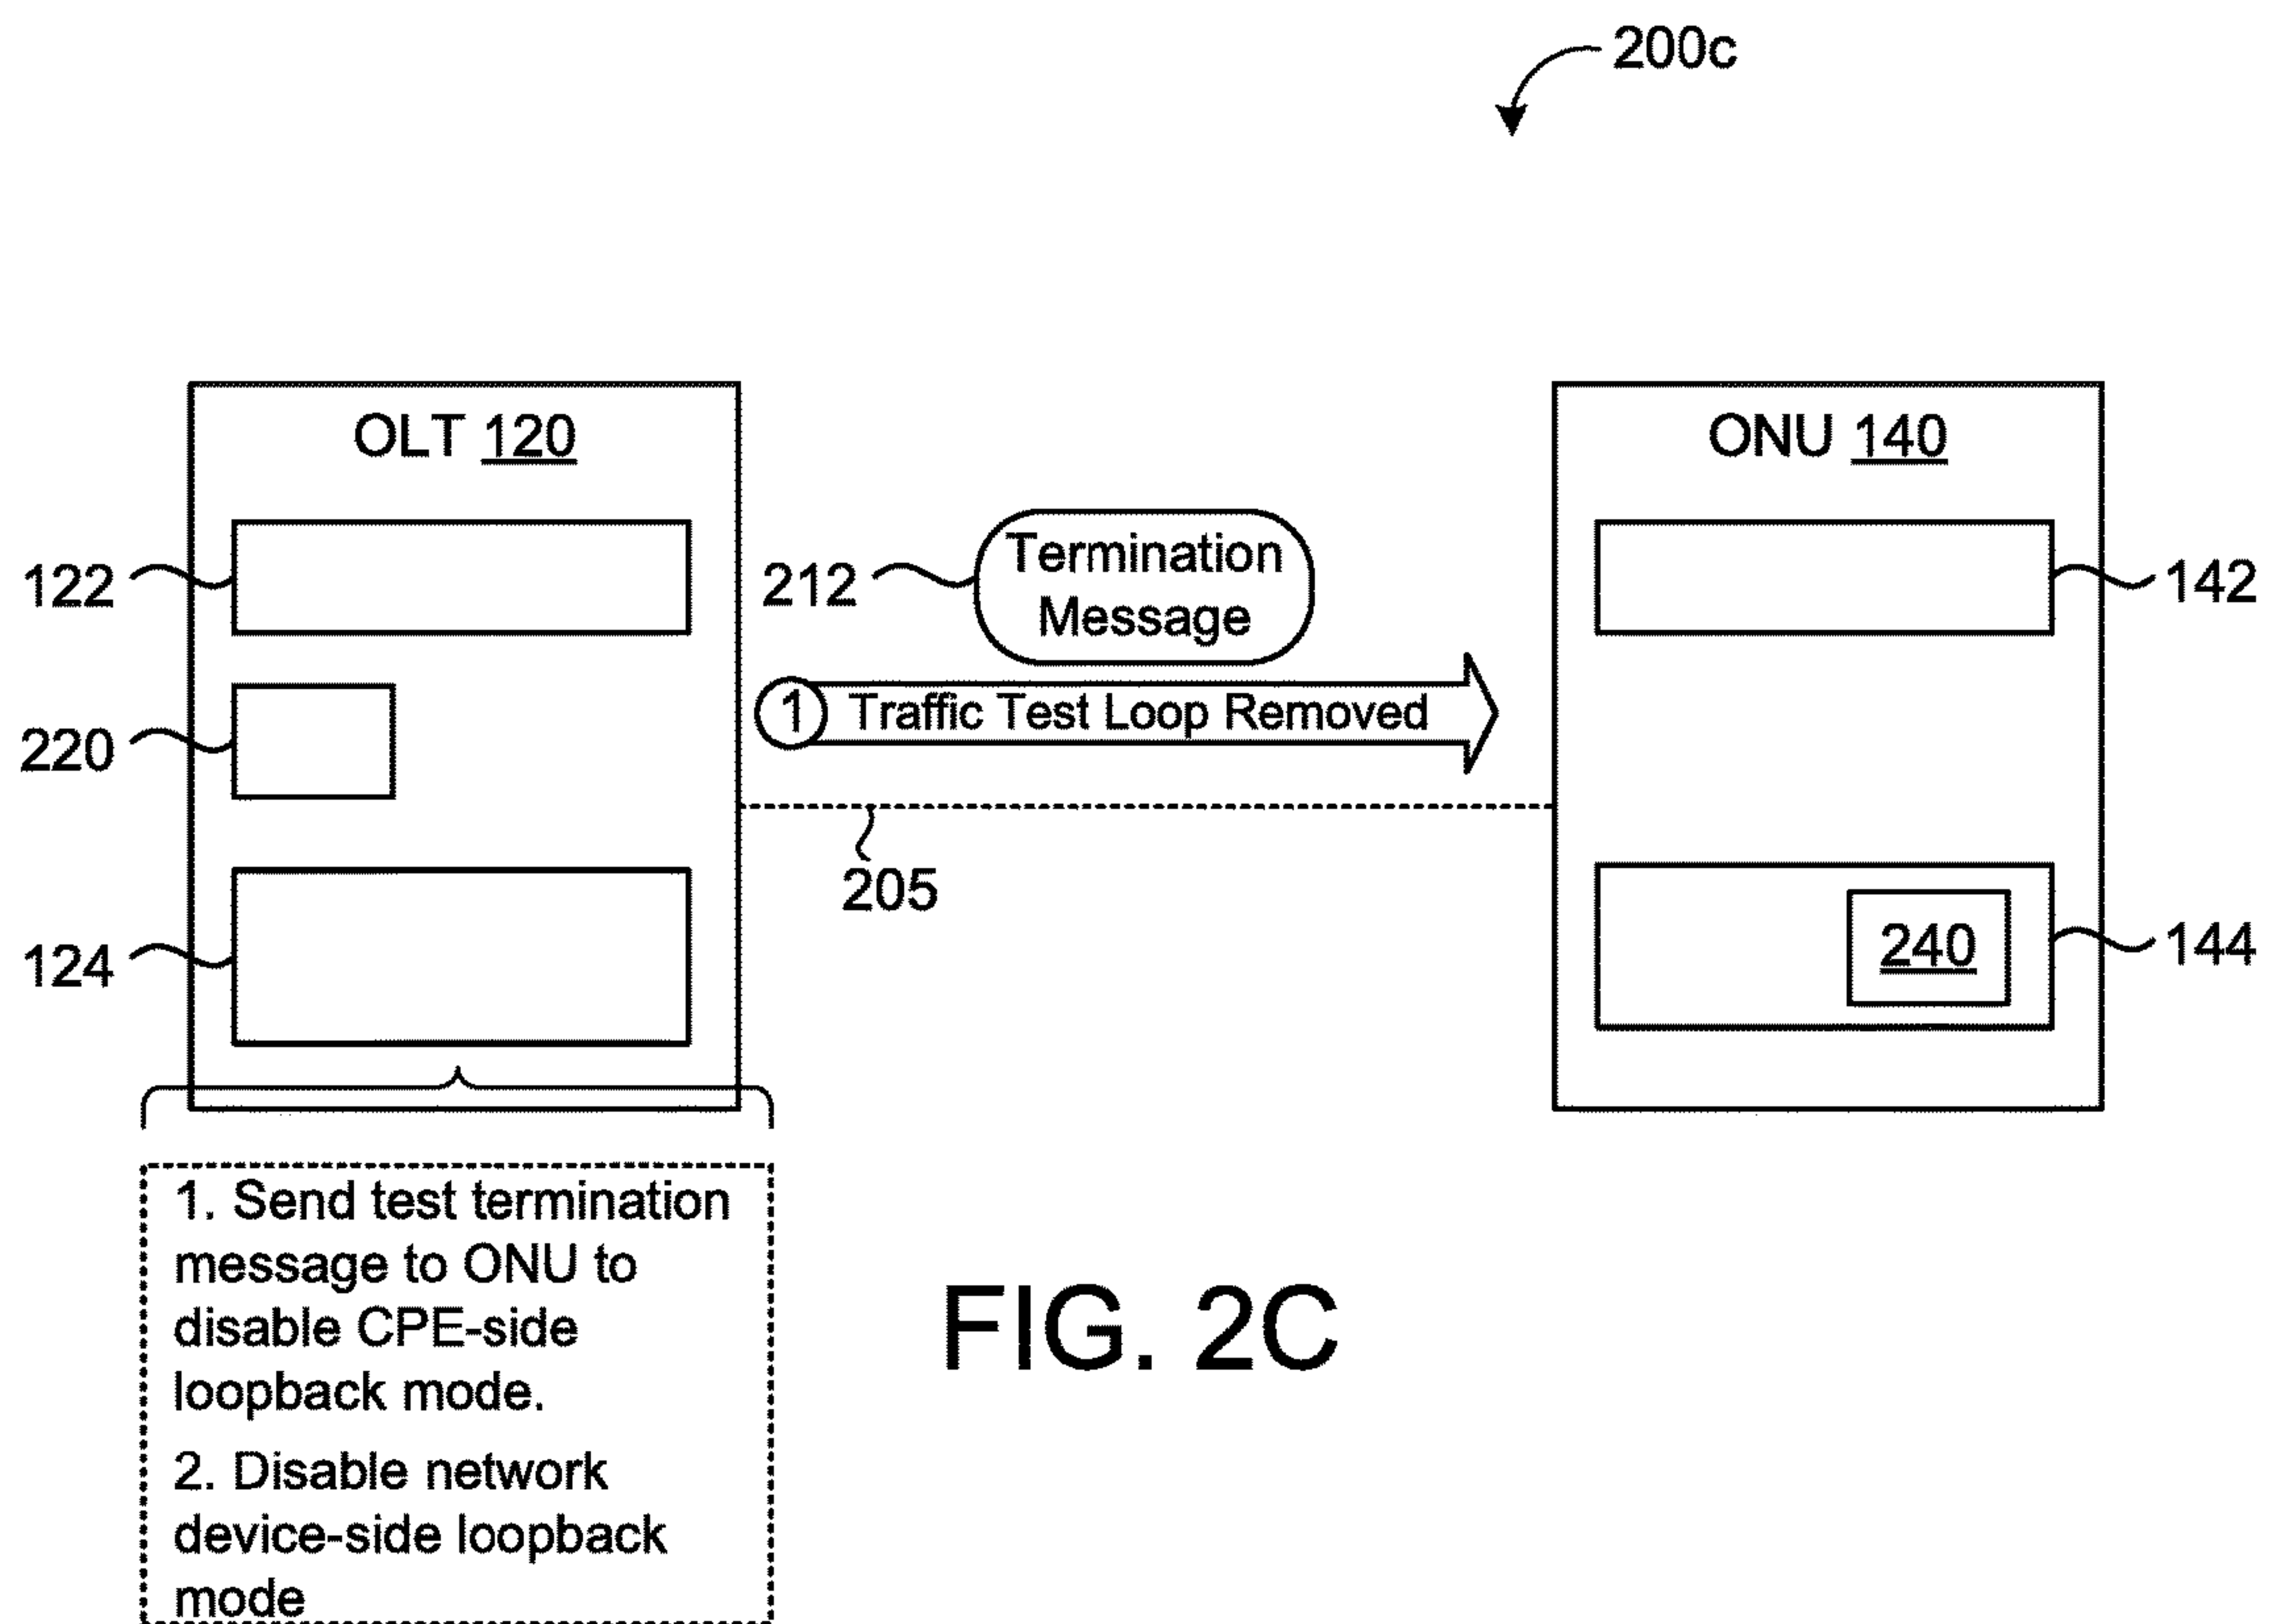 200c
OLT 120
ONU 140
122
212
Termination
Message
142
220
1 Traffic Test Loop Removed
205
124
240
144
1. Send test termination
message to ONU to
disable CPE-side
loopback mode.
2. Disable network
device-side loopback
mode
FIG. 2C